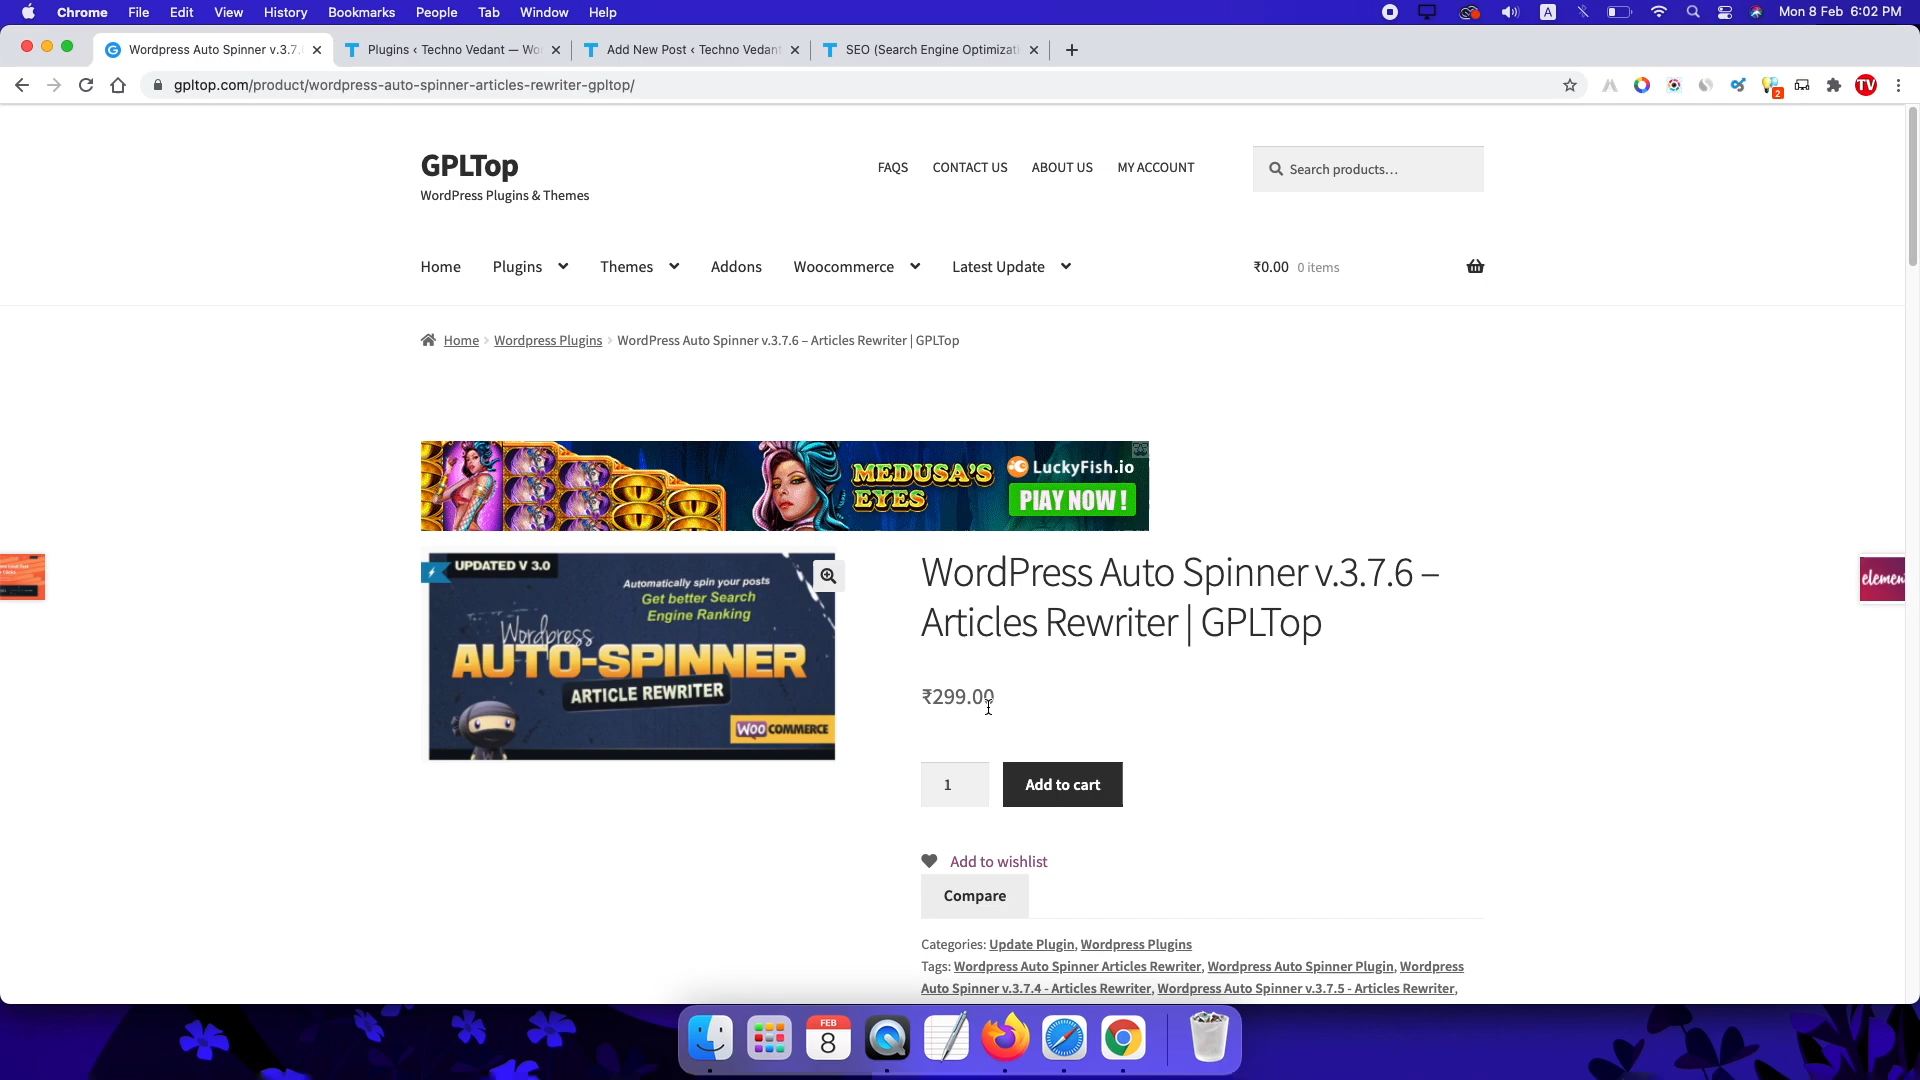 Chrome File Edit View History Bookmarks People Tab Window Help
A
Mon 8 Feb 6:02 PM
Wordpress Auto Spinner v.3.7.
Plugins ‹ Techno Vedant — Wo
Add New Post ‹ Techno Vedant
SEO (Search Engine Optimizati
gpltop.com/product/wordpress-auto-spinner-articles-rewriter-gpltop/
2
TV
GPLTop
WordPress Plugins & Themes
FAQS CONTACT US ABOUT US MY ACCOUNT
Search products…
Home Plugins Themes Addons Woocommerce Latest Update
₹0.00 0 items
Home Wordpress Plugins WordPress Auto Spinner v.3.7.6 – Articles Rewriter | GPLTop
MEDUSA'S
EYES
LuckyFish.io
PLAY NOW !
UPDATED V 3.0
Automatically spin your posts
Get better Search
Engine Ranking
Wordpress
AUTO-SPINNER
ARTICLE REWRITER
WOO COMMERCE
WordPress Auto Spinner v.3.7.6 –
Articles Rewriter | GPLTop
₹299.00
1
Add to cart
Add to wishlist
Compare
Categories: Update Plugin, Wordpress Plugins
Tags: Wordpress Auto Spinner Articles Rewriter, Wordpress Auto Spinner Plugin, Wordpress
Auto Spinner v.3.7.4 - Articles Rewriter, Wordpress Auto Spinner v.3.7.5 - Articles Rewriter,
elemen
FEB
8